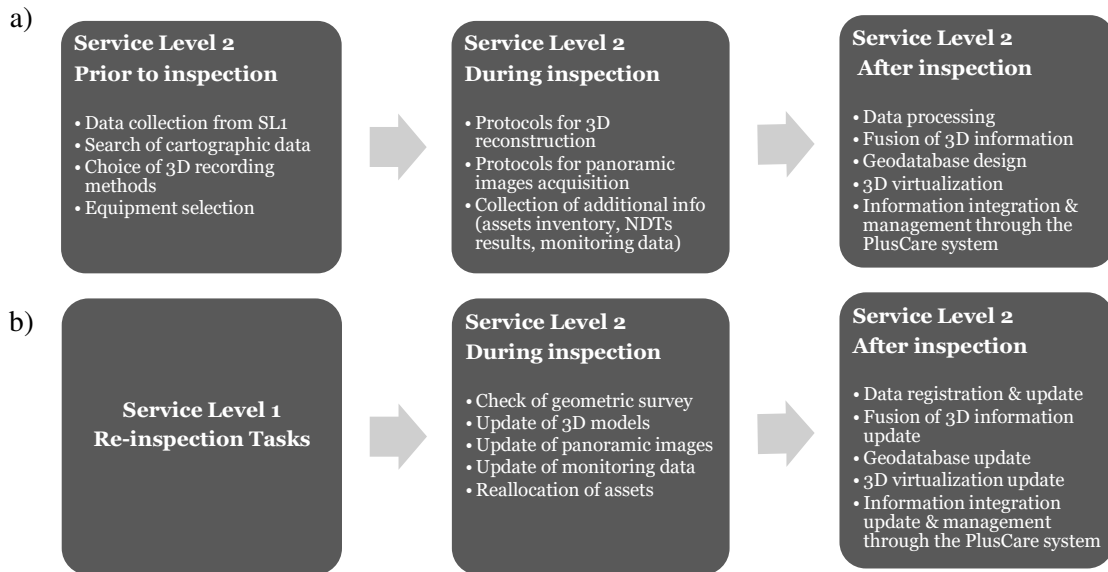 a)
Service Level 2
Prior to inspection
• Data collection from SL1
• Search of cartographic data
• Choice of 3D recording
methods
• Equipment selection
Service Level 2
During inspection
• Protocols for 3D
reconstruction
• Protocols for panoramic
images acquisition
• Collection of additional info
(assets inventory, NDTs
results, monitoring data)
Service Level 2
After inspection
• Data processing
• Fusion of 3D information
• Geodatabase design
• 3D virtualization
• Information integration &
management through the
PlusCare system
b)
Service Level 1
Re-inspection Tasks
Service Level 2
During inspection
• Check of geometric survey
• Update of 3D models
• Update of panoramic images
• Update of monitoring data
• Reallocation of assets
Service Level 2
After inspection
• Data registration & update
• Fusion of 3D information
update
• Geodatabase update
• 3D virtualization update
• Information integration
update & management
through the PlusCare system